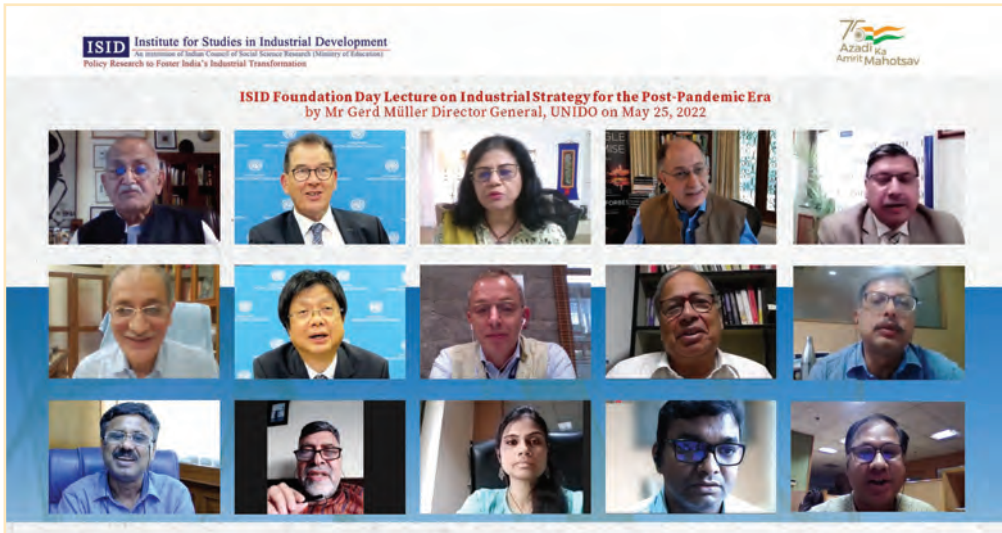 ISID Institute for Studies in Industrial Development
An institution of Indian Council of Social Science Research (Ministry of Education)
Policy Research to Foster India's Industrial Transformation
75
Azadi Ka
Amrit Mahotsav
ISID Foundation Day Lecture on Industrial Strategy for the Post-Pandemic Era
by Mr Gerd Müller Director General, UNIDO on May 25, 2022